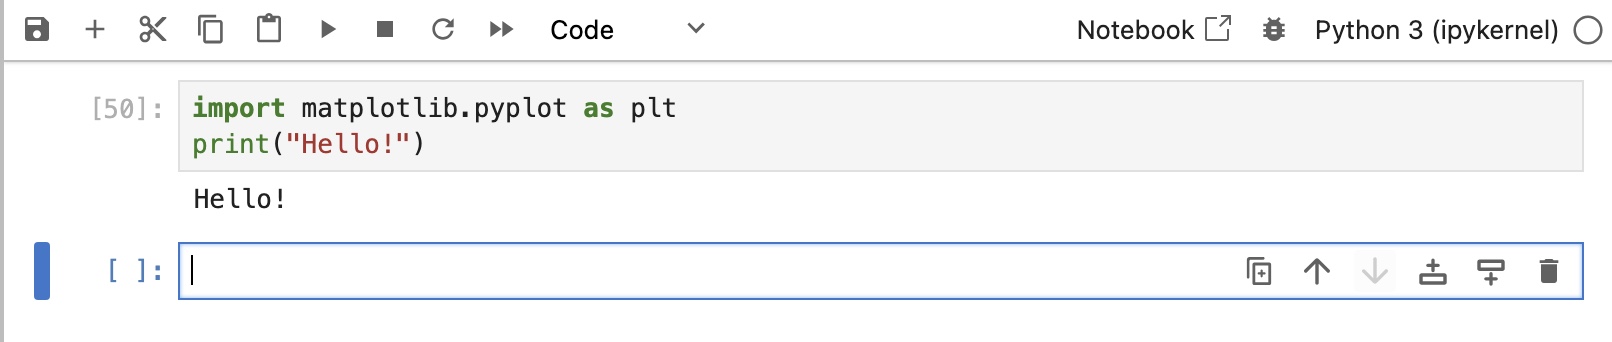 Code
Notebook
Python 3 (ipykernel)
[50]:
import matplotlib.pyplot as plt
print("Hello!")
Hello!
[ ]: